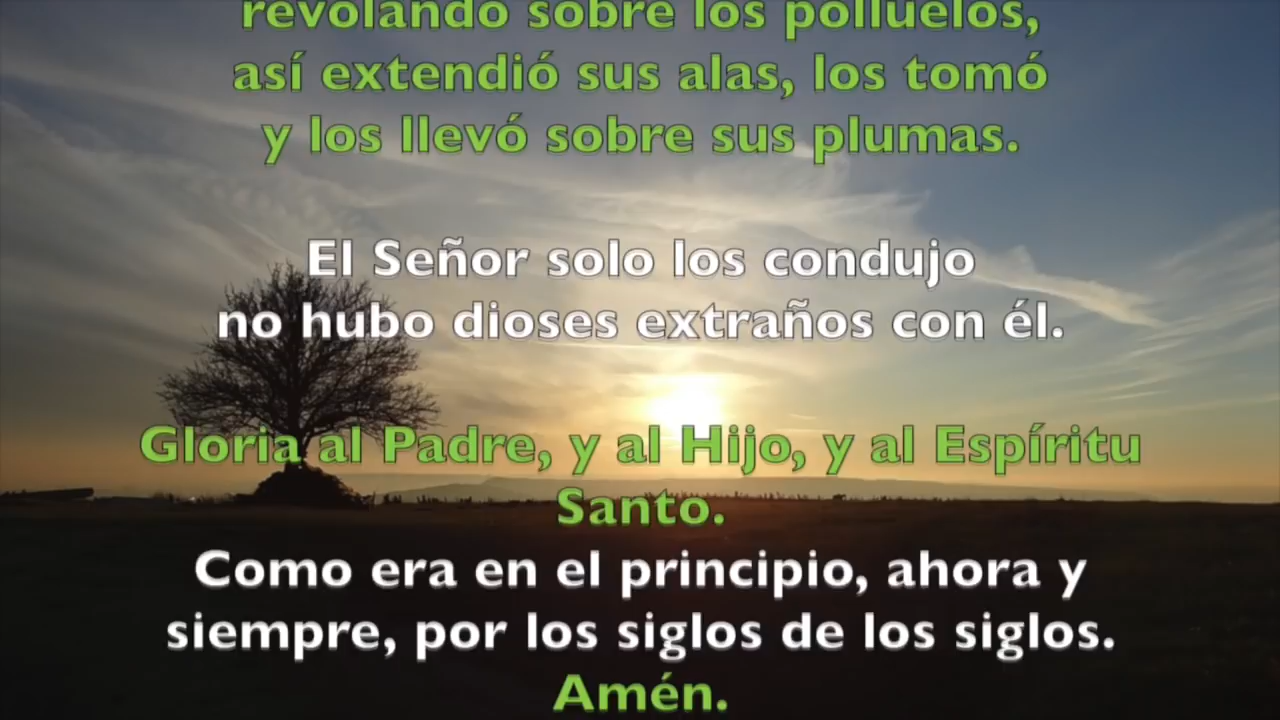 revolando sobre los polluelos,
así extendió sus alas, los tomó
y los llevó sobre sus plumas.
El Señor solo los condujo
no hubo dioses extraños con él.
Gloria al Padre, y al Hijo, y al Espíritu
Santo.
Como era en el principio, ahora y
siempre, por los siglos de los siglos.
Amén.